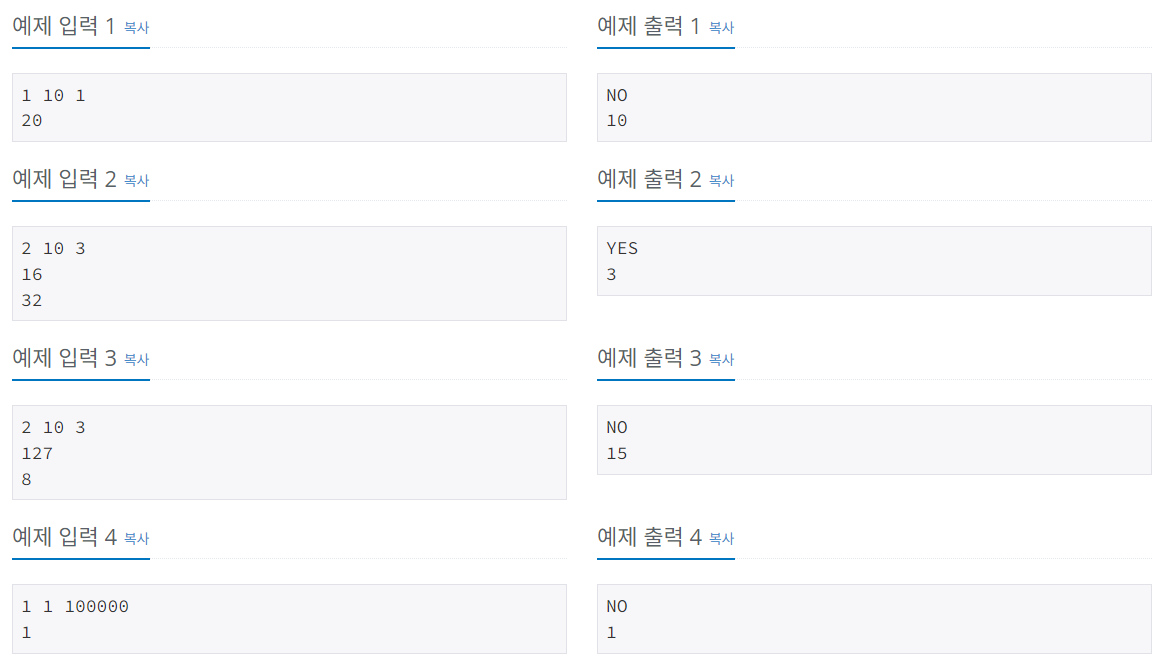 예제 입력 1 복사
1 10 1
20
예제 출력 1 복사
NO
10
예제 입력 2 복사
2 10 3
16
32
예제 출력 2 복사
YES
3
예제 입력 3 복사
2 10 3
127
8
예제 출력 3 복사
NO
15
예제 입력 4 복사
1 1 100000
1
예제 출력 4 복사
NO
1